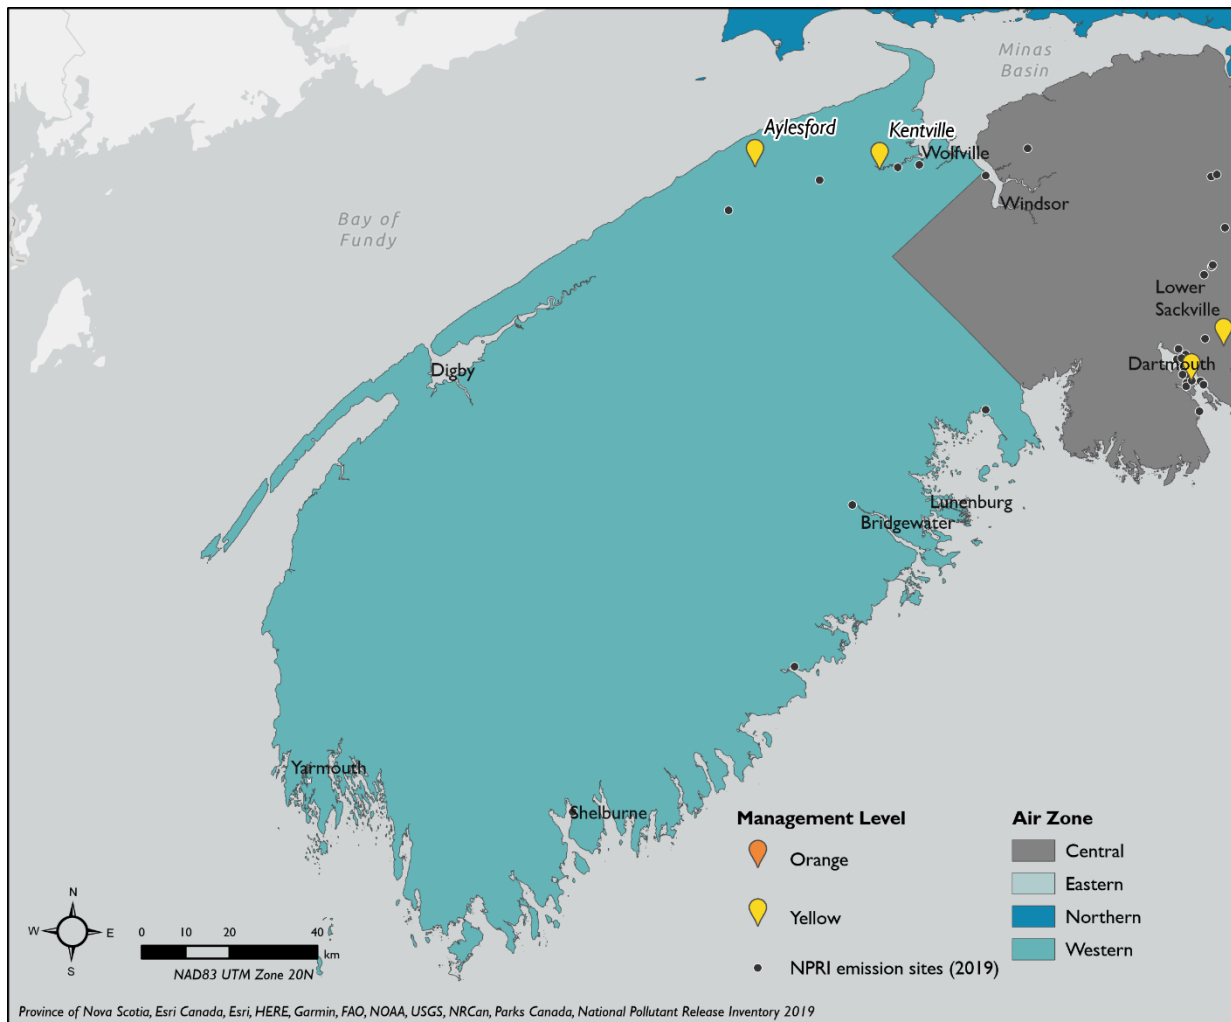 Minas
Basin
Aylesford
Kentville
Wolfville
Windsor
Bay of
Fundy
Lower
Sackville
Digby
Dartmouth
Lunenburg
Bridgewater
Yarmouth
Shelburne
Management Level
Orange
Yellow
NPRI emission sites (2019)
Air Zone
Central
Eastern
Northern
Western
N
W
E
S
0 10 20 40
km
NAD83 UTM Zone 20N
Province of Nova Scotia, Esri Canada, Esri, HERE, Garmin, FAO, NOAA, USGS, NRCan, Parks Canada, National Pollutant Release Inventory 2019